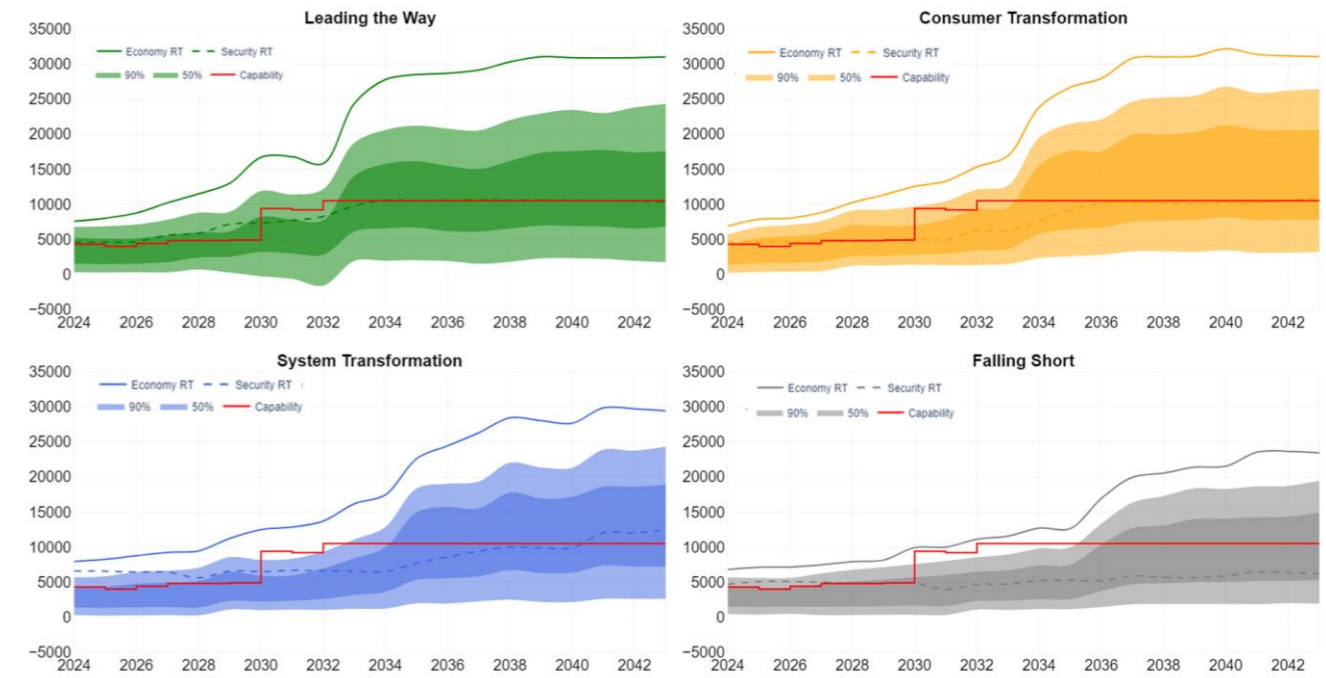 Leading the Way
35000
30000
25000
20000
15000
10000
5000
0
−5000
Economy RT Security RT
90% 50% Capability
2024 2026 2028 2030 2032 2034 2036 2038 2040 2042
Consumer Transformation
35000
30000
25000
20000
15000
10000
5000
0
−5000
Economy RT Security RT
90% 50% Capability
2024 2026 2028 2030 2032 2034 2036 2038 2040 2042
System Transformation
35000
30000
25000
20000
15000
10000
5000
0
−5000
Economy RT Security RT
90% 50% Capability
2024 2026 2028 2030 2032 2034 2036 2038 2040 2042
Falling Short
35000
30000
25000
20000
15000
10000
5000
0
−5000
Economy RT Security RT
90% 50% Capability
2024 2026 2028 2030 2032 2034 2036 2038 2040 2042